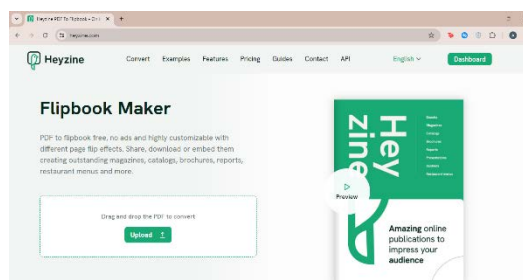 Heyzine PDF To Flipbook - Onli
heyzine.com
Heyzine
Convert Examples Features Pricing Guides Contact API English Dashboard
Flipbook Maker
PDF to flipbook free, no ads and highly customizable with
different page flip effects. Share, download or embed them
creating outstanding magazines, catalogs, brochures, reports,
restaurant menus and more.
Drag and drop the PDF to convert
Upload
Hey
zine
Preview
Amazing online
publications to
impress your
audience